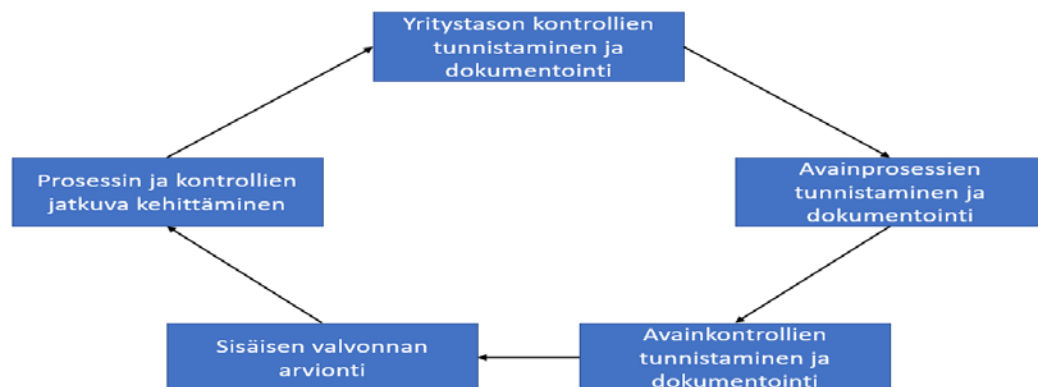 Yritystason kontrollien
tunnistaminen ja
dokumentointi
Avainprosessien
tunnistaminen ja
dokumentointi
Avainkontrollien
tunnistaminen ja
dokumentointi
Sisäisen valvonnan
arvionti
Prosessin ja kontrollien
jatkuva kehittäminen